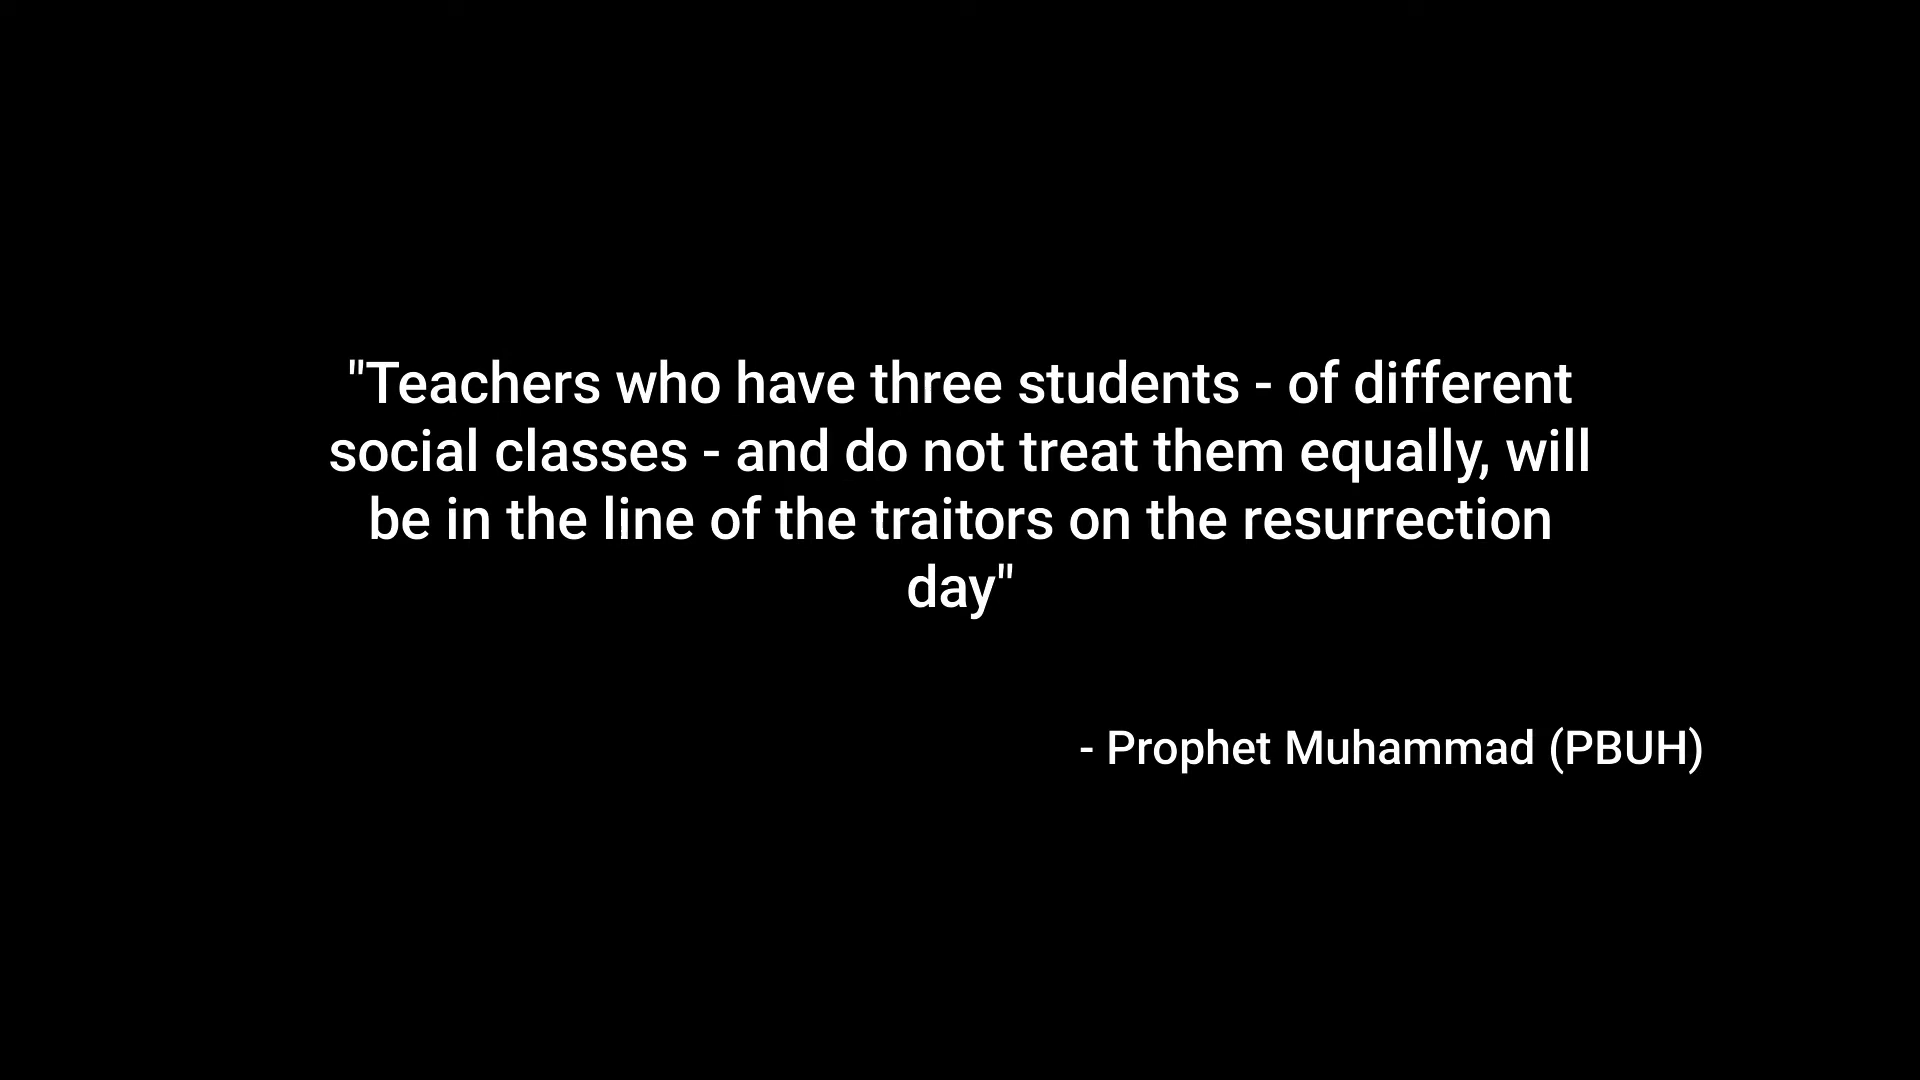 "Teachers who have three students - of different
social classes - and do not treat them equally, will
be in the line of the traitors on the resurrection
day"
- Prophet Muhammad (PBUH)